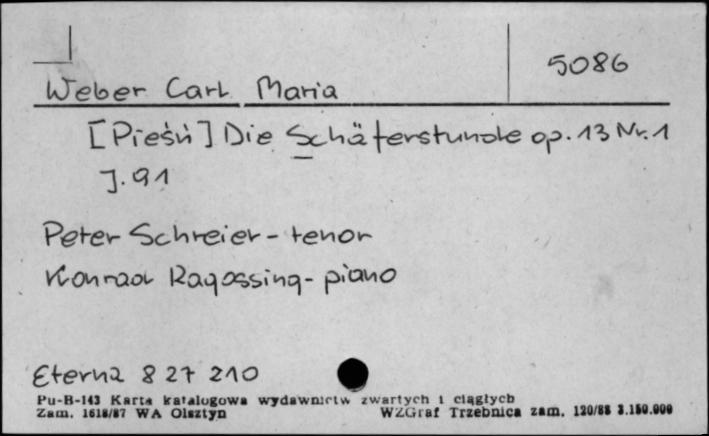 5086
Weber Carl Maria
[Pieśń] Die Schäferstunde op. 13 Nr. 1
J. 91
Peter Schreier - tenor
Konrad Ragossing - piano
Eterna 8 27 210
Pu-B-143 Karta katalogowa wydawnictw zwartych i ciągłych
Zam. 1618/87 WA Olsztyn WZGraf Trzebnica zam. 120/88 3.150.000